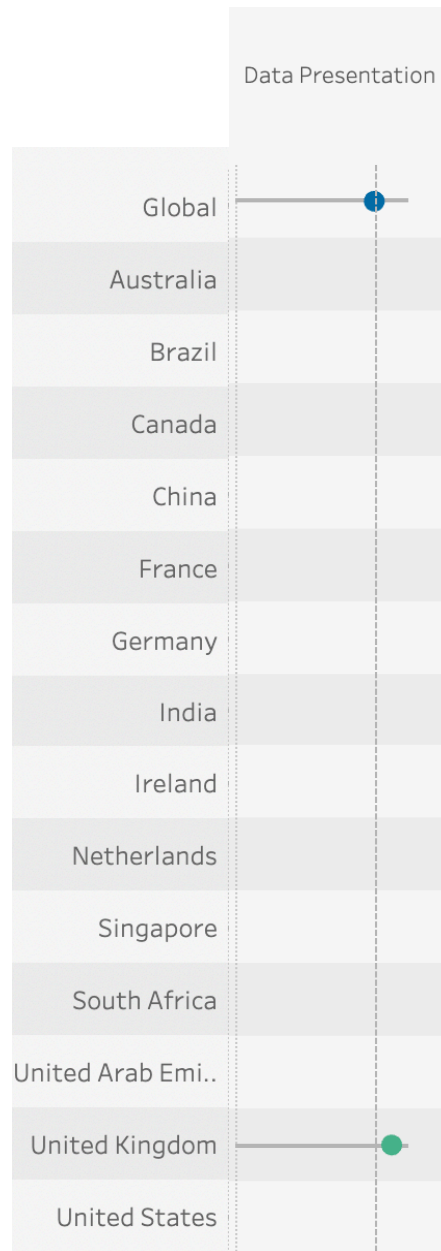 Data Presentation
Global
Australia
Brazil
Canada
China
France
Germany
India
Ireland
Netherlands
Singapore
South Africa
United Arab Emi..
United Kingdom
United States